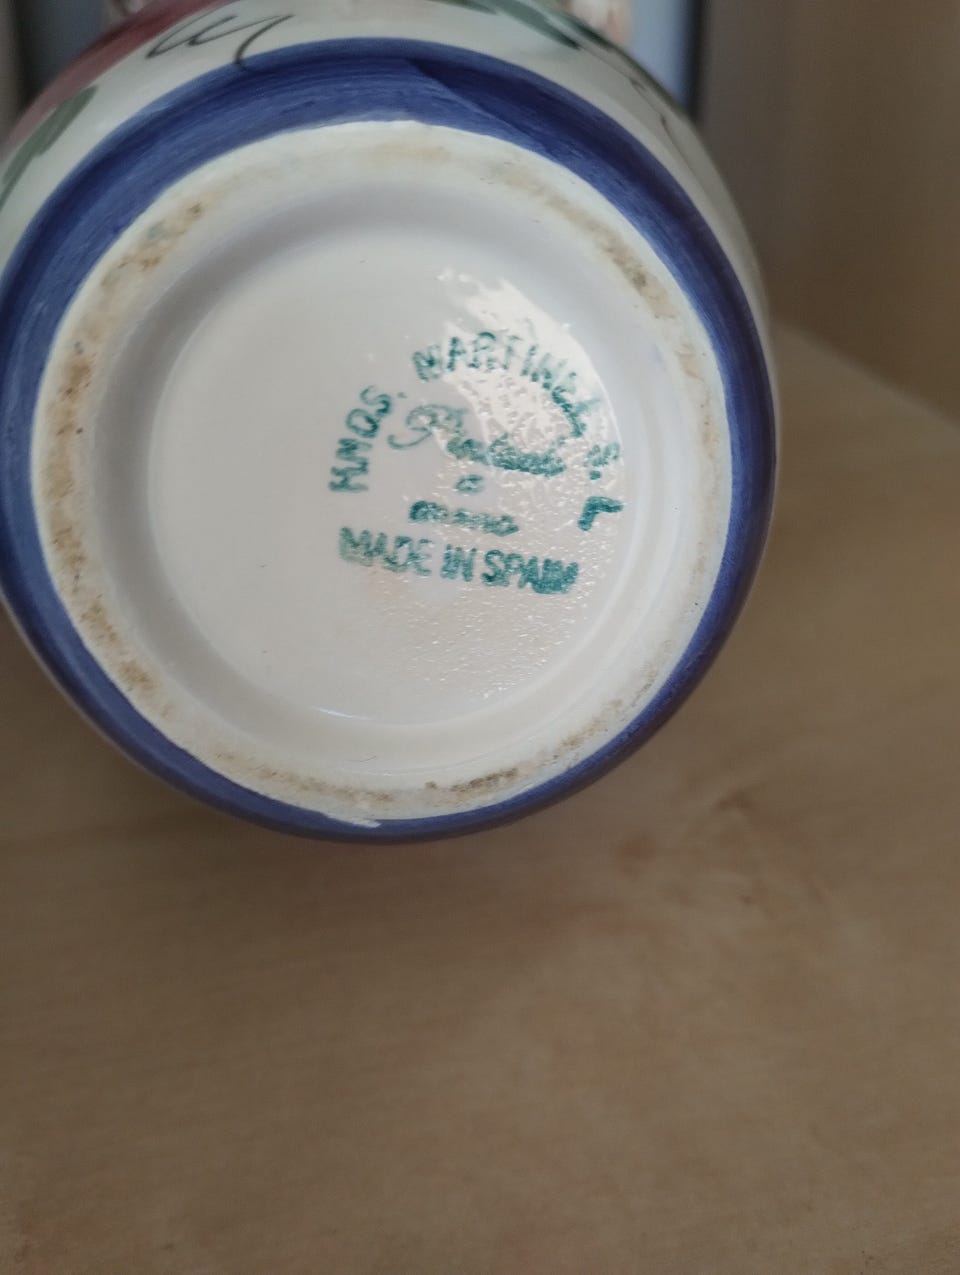 HNOS. MARTINEZ S. L
Pintado
a
mano
MADE IN SPAIN